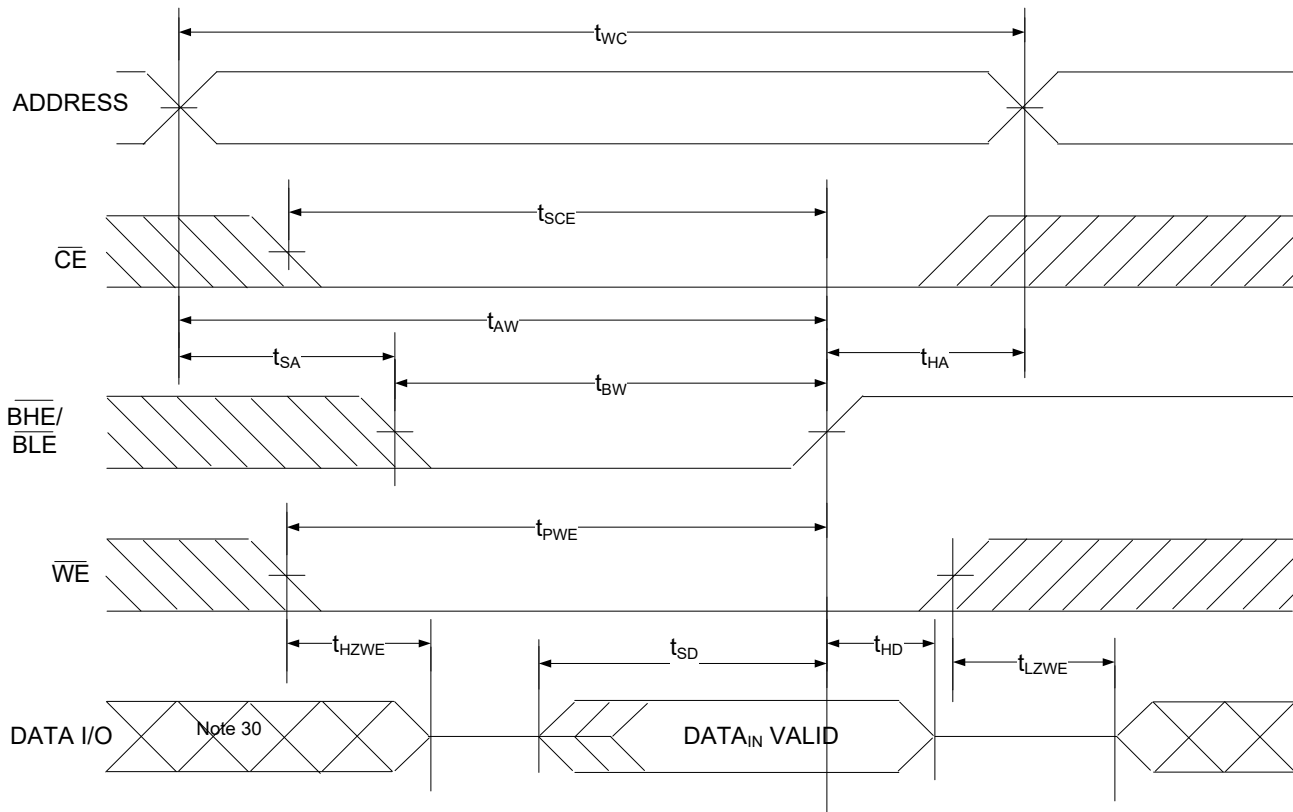 tWC
ADDRESS
tSCE
CE
tAW
tSA
tHA
tBW
BHE/
BLE
tPWE
WE
tHZWE
tSD
tHD
tLZWE
DATA I/O
Note 30
DATAIN VALID